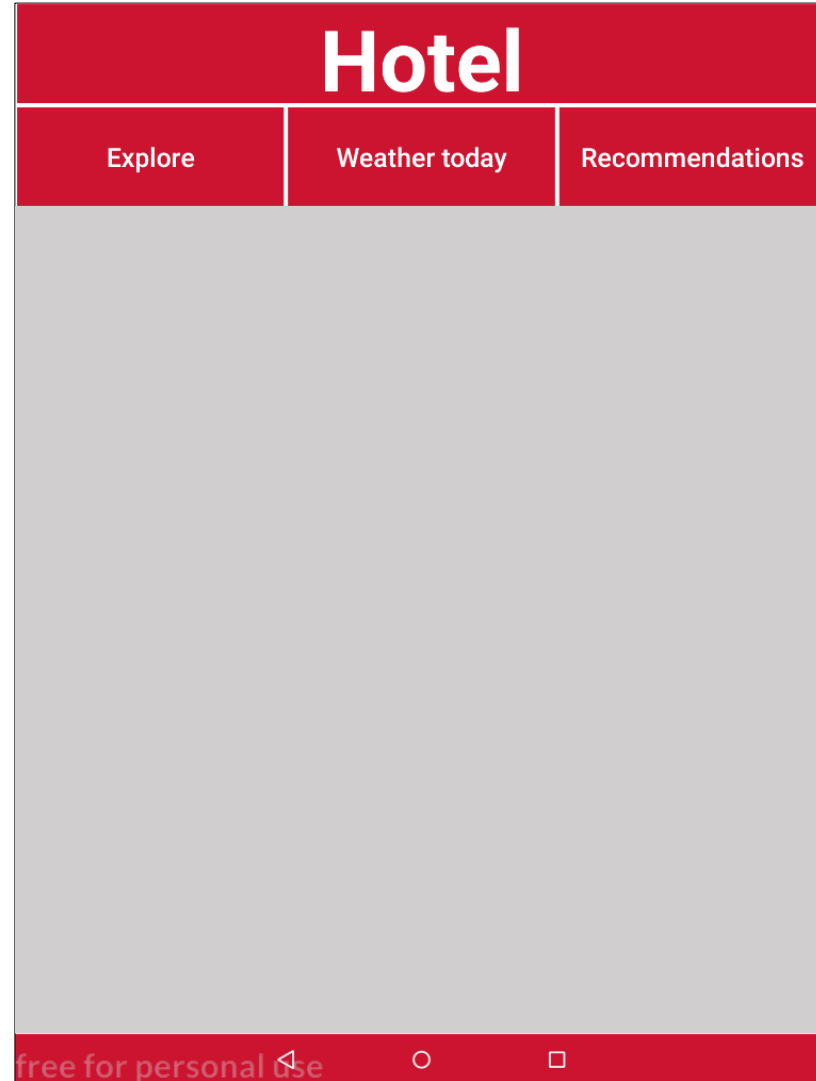 Hotel
Explore
Weather today
Recommendations
free for personal use